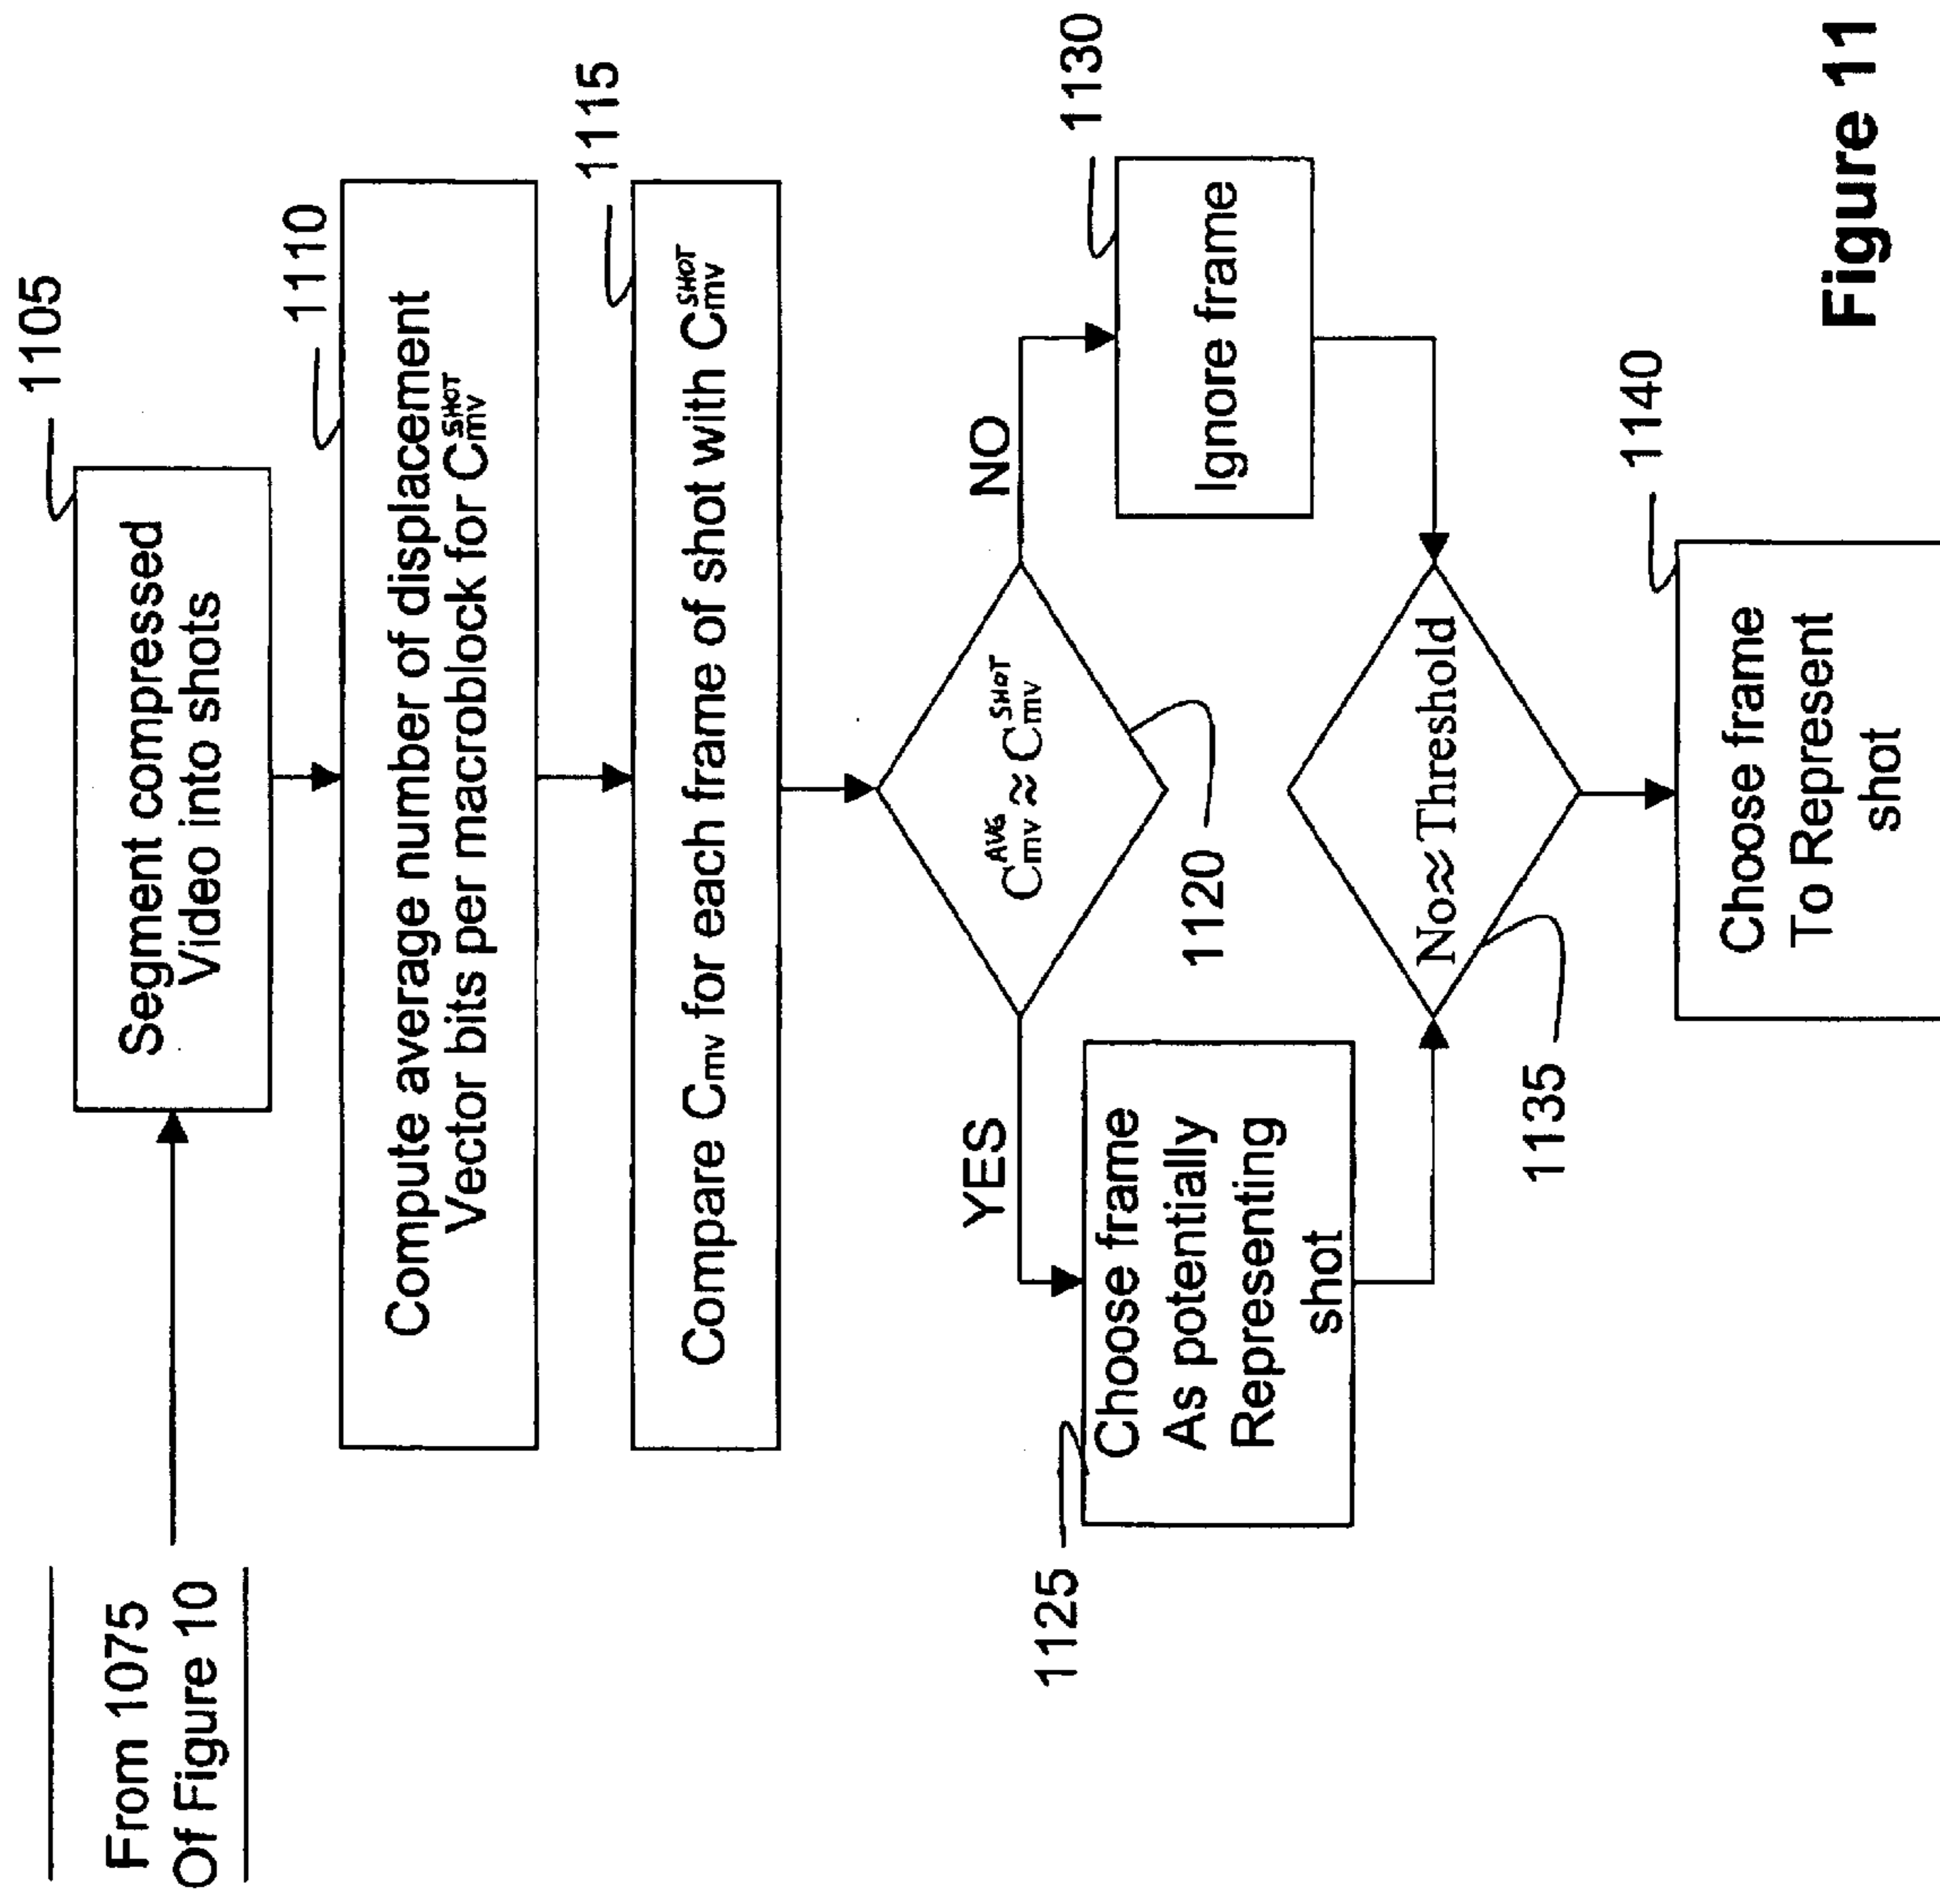 From 1075
Of Figure 10
1105
Segment compressed
Video into shots
1110
Compute average number of displacement
Vector bits per macroblock for C_mv^SHOT
1115
Compare C_mv for each frame of shot with C_mv^SHOT
C_mv^AVG ≈ C_mv^SHOT
1120
YES
NO
1125
Choose frame
As potentially
Representing
shot
1130
Ignore frame
No≈Threshold
1135
1140
Choose frame
To Represent
shot
Figure 11